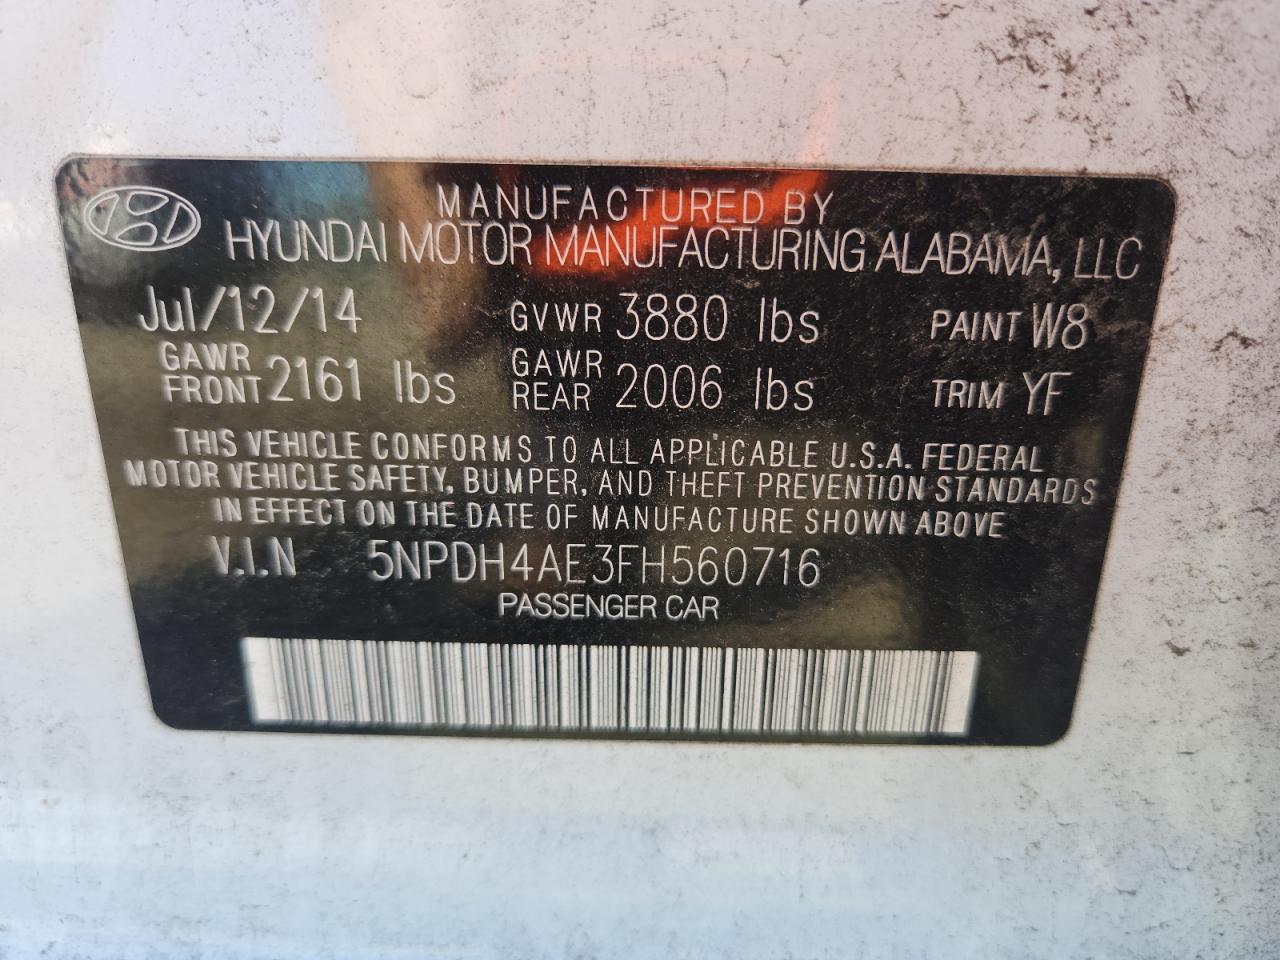 MANUFACTURED BY
HYUNDAI MOTOR MANUFACTURING ALABAMA, LLC
Jul/12/14 GVWR 3880 lbs PAINT W8
GAWR FRONT 2161 lbs GAWR REAR 2006 lbs TRIM YF
THIS VEHICLE CONFORMS TO ALL APPLICABLE U.S.A. FEDERAL
MOTOR VEHICLE SAFETY, BUMPER, AND THEFT PREVENTION STANDARDS
IN EFFECT ON THE DATE OF MANUFACTURE SHOWN ABOVE
V.I.N 5NPDH4AE3FH560716
PASSENGER CAR